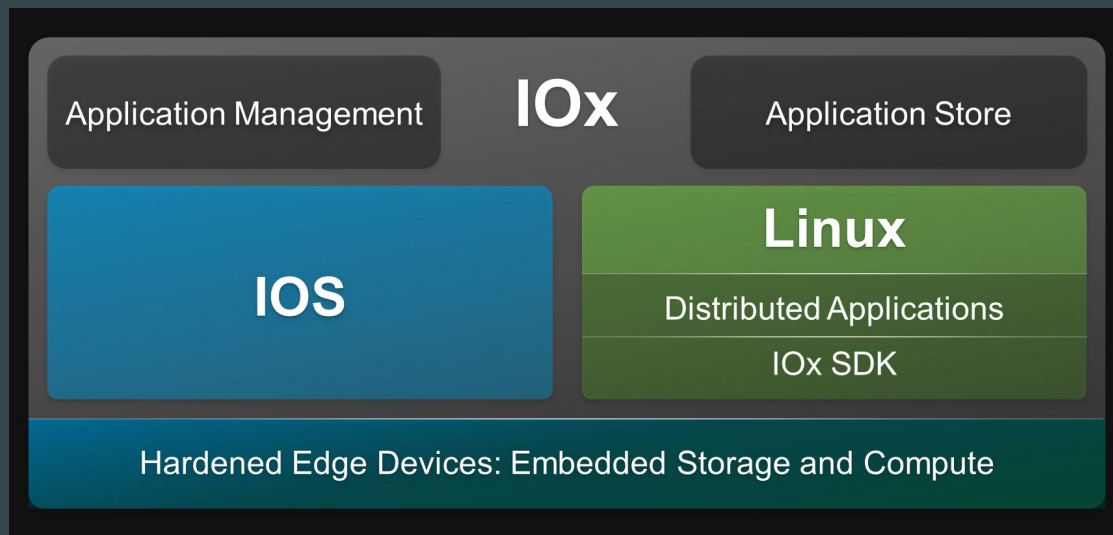 Application Management
IOx
Application Store
IOS
Linux
Distributed Applications
IOx SDK
Hardened Edge Devices: Embedded Storage and Compute